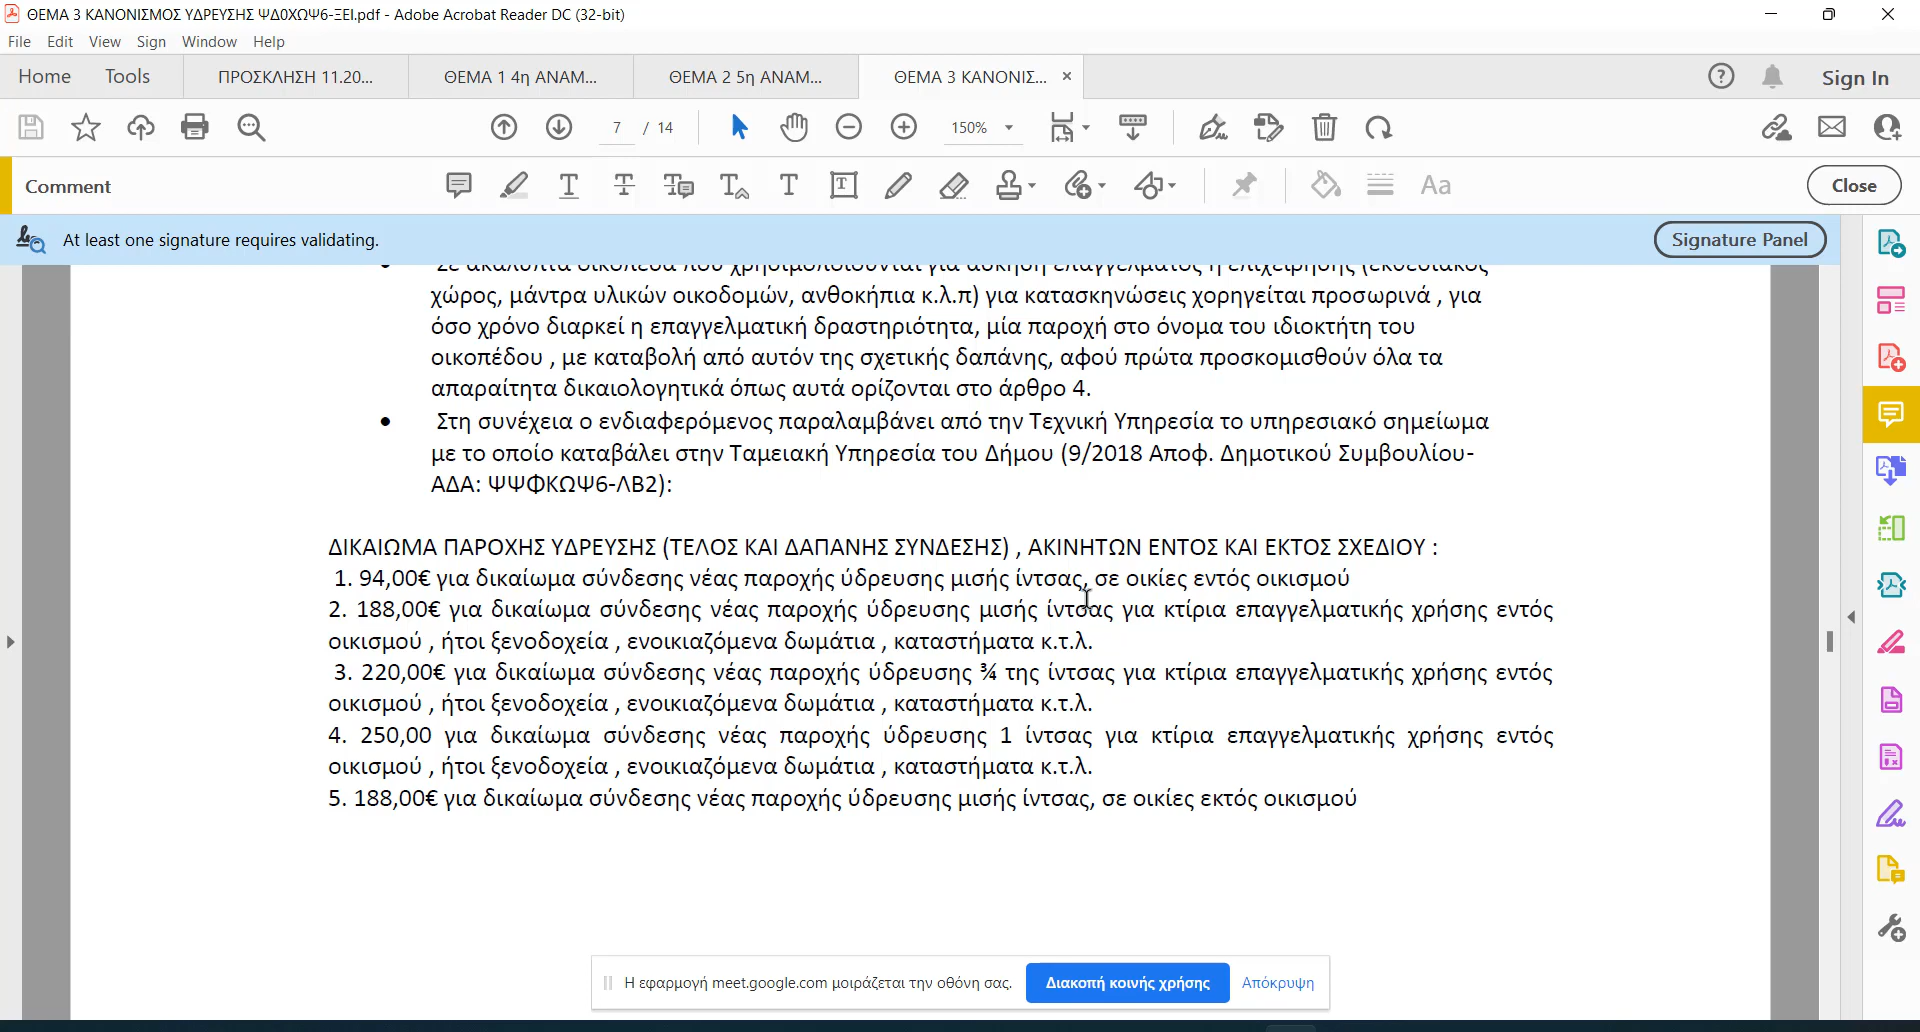 ΘΕΜΑ 3 ΚΑΝΟΝΙΣΜΟΣ ΥΔΡΕΥΣΗΣ ΨΔ0ΧΩΨ6-ΞΕΙ.pdf - Adobe Acrobat Reader DC (32-bit)
File Edit View Sign Window Help
Home Tools ΠΡΟΣΚΛΗΣΗ 11.20... ΘΕΜΑ 1 4η ΑΝΑΜ... ΘΕΜΑ 2 5η ΑΝΑΜ... ΘΕΜΑ 3 ΚΑΝΟΝΙΣ... Sign In
7 / 14 150%
Comment Close
At least one signature requires validating. Signature Panel
Σε ακάλυπτα οικόπεδα που χρησιμοποιούνται για άσκηση επαγγέλματος ή επιχείρησης (εκθεσιακός
χώρος, μάντρα υλικών οικοδομών, ανθοκήπια κ.λ.π) για κατασκηνώσεις χορηγείται προσωρινά , για
όσο χρόνο διαρκεί η επαγγελματική δραστηριότητα, μία παροχή στο όνομα του ιδιοκτήτη του
οικοπέδου , με καταβολή από αυτόν της σχετικής δαπάνης, αφού πρώτα προσκομισθούν όλα τα
απαραίτητα δικαιολογητικά όπως αυτά ορίζονται στο άρθρο 4.
• Στη συνέχεια ο ενδιαφερόμενος παραλαμβάνει από την Τεχνική Υπηρεσία το υπηρεσιακό σημείωμα
με το οποίο καταβάλει στην Ταμειακή Υπηρεσία του Δήμου (9/2018 Αποφ. Δημοτικού Συμβουλίου-
ΑΔΑ: ΨΨΦΚΩΨ6-ΛΒ2):
ΔΙΚΑΙΩΜΑ ΠΑΡΟΧΗΣ ΥΔΡΕΥΣΗΣ (ΤΕΛΟΣ ΚΑΙ ΔΑΠΑΝΗΣ ΣΥΝΔΕΣΗΣ) , ΑΚΙΝΗΤΩΝ ΕΝΤΟΣ ΚΑΙ ΕΚΤΟΣ ΣΧΕΔΙΟΥ :
1. 94,00€ για δικαίωμα σύνδεσης νέας παροχής ύδρευσης μισής ίντσας, σε οικίες εντός οικισμού
2. 188,00€ για δικαίωμα σύνδεσης νέας παροχής ύδρευσης μισής ίντσας για κτίρια επαγγελματικής χρήσης εντός
οικισμού , ήτοι ξενοδοχεία , ενοικιαζόμενα δωμάτια , καταστήματα κ.τ.λ.
3. 220,00€ για δικαίωμα σύνδεσης νέας παροχής ύδρευσης ¾ της ίντσας για κτίρια επαγγελματικής χρήσης εντός
οικισμού , ήτοι ξενοδοχεία , ενοικιαζόμενα δωμάτια , καταστήματα κ.τ.λ.
4. 250,00 για δικαίωμα σύνδεσης νέας παροχής ύδρευσης 1 ίντσας για κτίρια επαγγελματικής χρήσης εντός
οικισμού , ήτοι ξενοδοχεία , ενοικιαζόμενα δωμάτια , καταστήματα κ.τ.λ.
5. 188,00€ για δικαίωμα σύνδεσης νέας παροχής ύδρευσης μισής ίντσας, σε οικίες εκτός οικισμού
Η εφαρμογή meet.google.com μοιράζεται την οθόνη σας. Διακοπή κοινής χρήσης Απόκρυψη